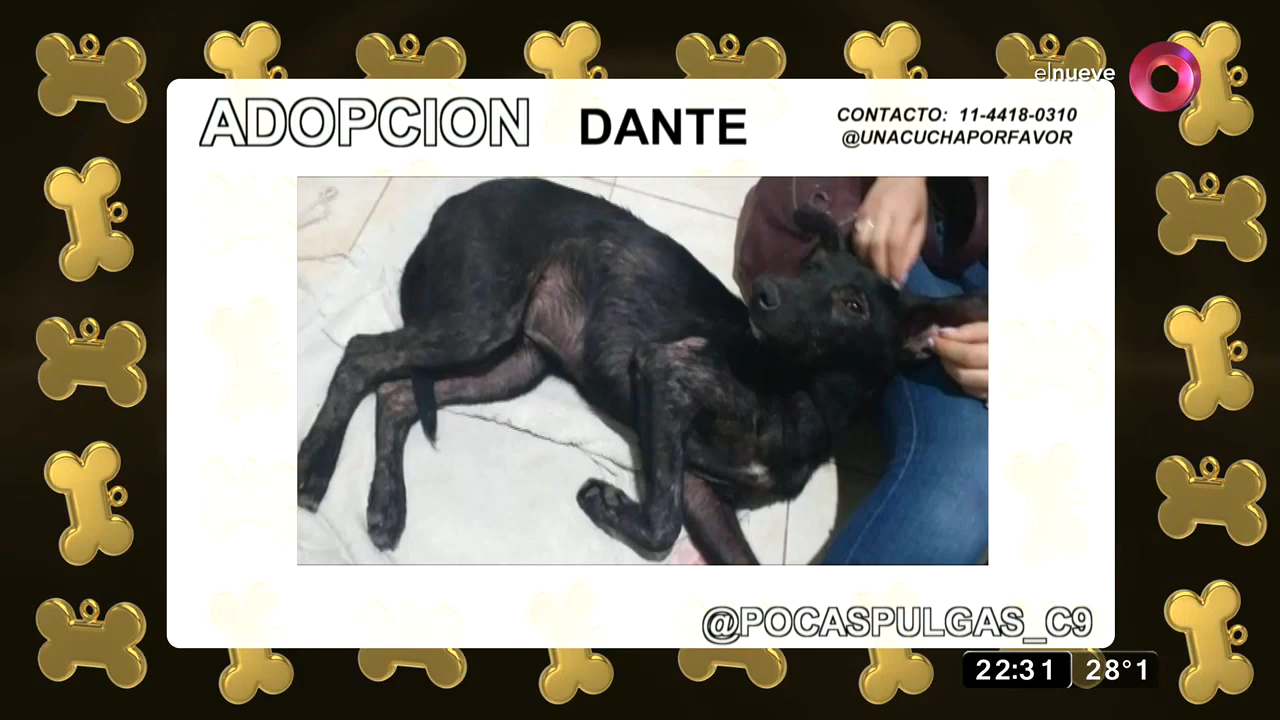 elnueve
ADOPCION
DANTE
CONTACTO: 11-4418-0310
@UNACUCHAPORFAVOR
@POCASPULGAS_C9
22:31
28°1